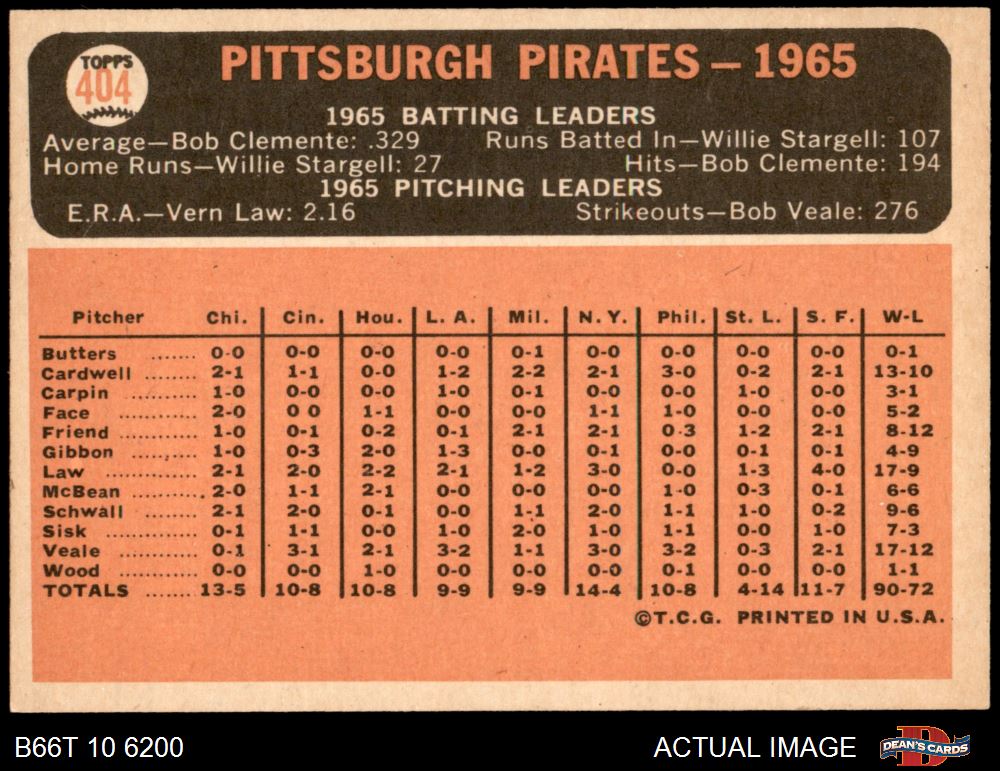 TOPPS
404
PITTSBURGH PIRATES — 1965
1965 BATTING LEADERS
Average—Bob Clemente: .329 Runs Batted In—Willie Stargell: 107
Home Runs—Willie Stargell: 27 Hits—Bob Clemente: 194
1965 PITCHING LEADERS
E.R.A.—Vern Law: 2.16 Strikeouts—Bob Veale: 276
Pitcher Chi. Cin. Hou. L. A. Mil. N. Y. Phil. St. L. S. F. W-L
Butters ....... 0-0 0-0 0-0 0-0 0-1 0-0 0-0 0-0 0-0 0-1
Cardwell ........ 2-1 1-1 0-0 1-2 2-2 2-1 3-0 0-2 2-1 13-10
Carpin .......... 1-0 0-0 0-0 1-0 0-1 0-0 0-0 1-0 0-0 3-1
Face ............ 2-0 0 0 1-1 0-0 0-0 1-1 1-0 0-0 0-0 5-2
Friend ........... 1-0 0-1 0-2 0-1 2-1 2-1 0-3 1-2 2-1 8-12
Gibbon .......... 1-0 0-3 2-0 1-3 0-0 0-1 0-0 0-1 0-1 4-9
Law ............ 2-1 2-0 2-2 2-1 1-2 3-0 0-0 1-3 4-0 17-9
McBean .......... 2-0 1-1 2-1 0-0 0-0 0-0 1-0 0-3 0-1 6-6
Schwall ........ 2-1 2-0 0-1 0-0 1-1 2-0 1-1 1-0 0-2 9-6
Sisk ............. 0-1 1-1 0-0 1-0 2-0 1-0 1-1 0-0 1-0 7-3
Veale ............ 0-1 3-1 2-1 3-2 1-1 3-0 3-2 0-3 2-1 17-12
Wood ........... 0-0 0-0 1-0 0-0 0-0 0-0 0-1 0-0 0-0 1-1
TOTALS ....... 13-5 10-8 10-8 9-9 9-9 14-4 10-8 4-14 11-7 90-72
©T.C.G. PRINTED IN U.S.A.
B66T 10 6200 ACTUAL IMAGE DEAN'S CARDS